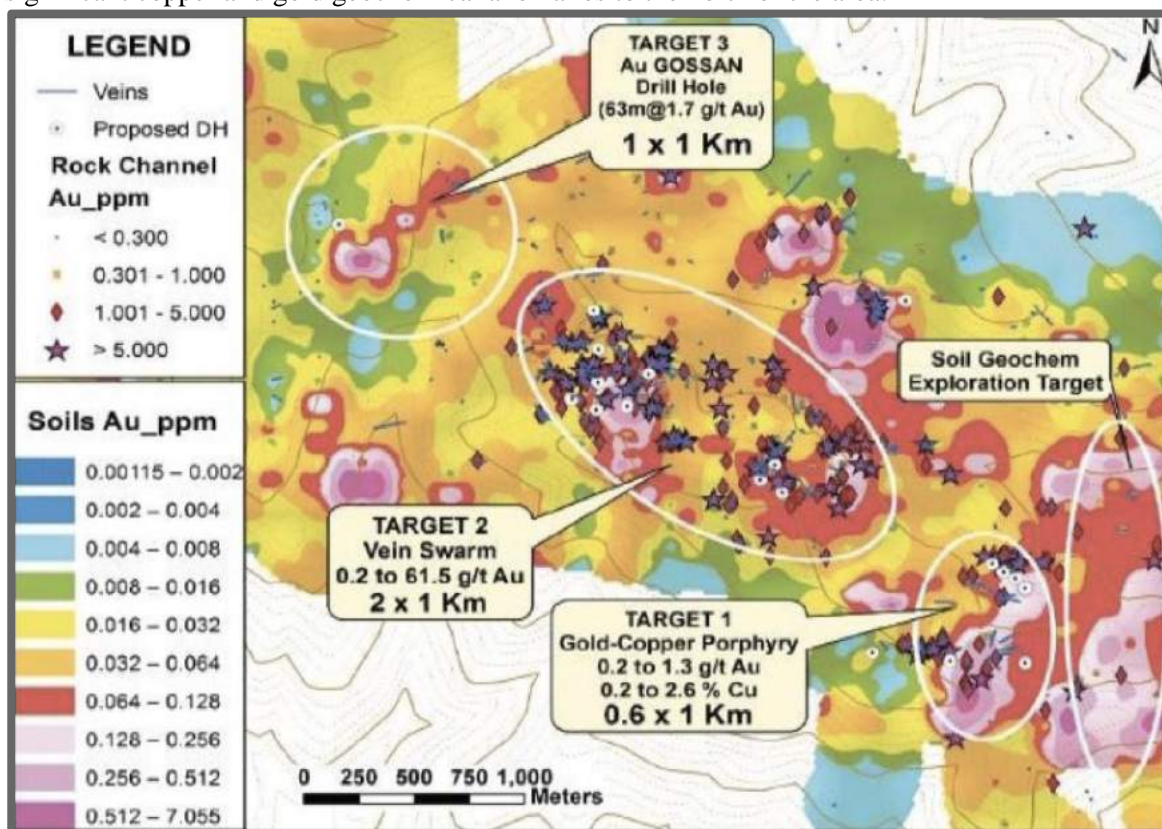 LEGEND
Veins
Proposed DH
Rock Channel
Au_ppm
< 0.300
0.301 - 1.000
1.001 - 5.000
> 5.000
Soils Au_ppm
0.00115 – 0.002
0.002 – 0.004
0.004 – 0.008
0.008 – 0.016
0.016 – 0.032
0.032 – 0.064
0.064 – 0.128
0.128 – 0.256
0.256 – 0.512
0.512 – 7.055
TARGET 3
Au GOSSAN
Drill Hole
(63m@1.7 g/t Au)
1 x 1 Km
N
Soil Geochem
Exploration Target
TARGET 2
Vein Swarm
0.2 to 61.5 g/t Au
2 x 1 Km
TARGET 1
Gold-Copper Porphyry
0.2 to 1.3 g/t Au
0.2 to 2.6 % Cu
0.6 x 1 Km
0 250 500 750 1,000
Meters